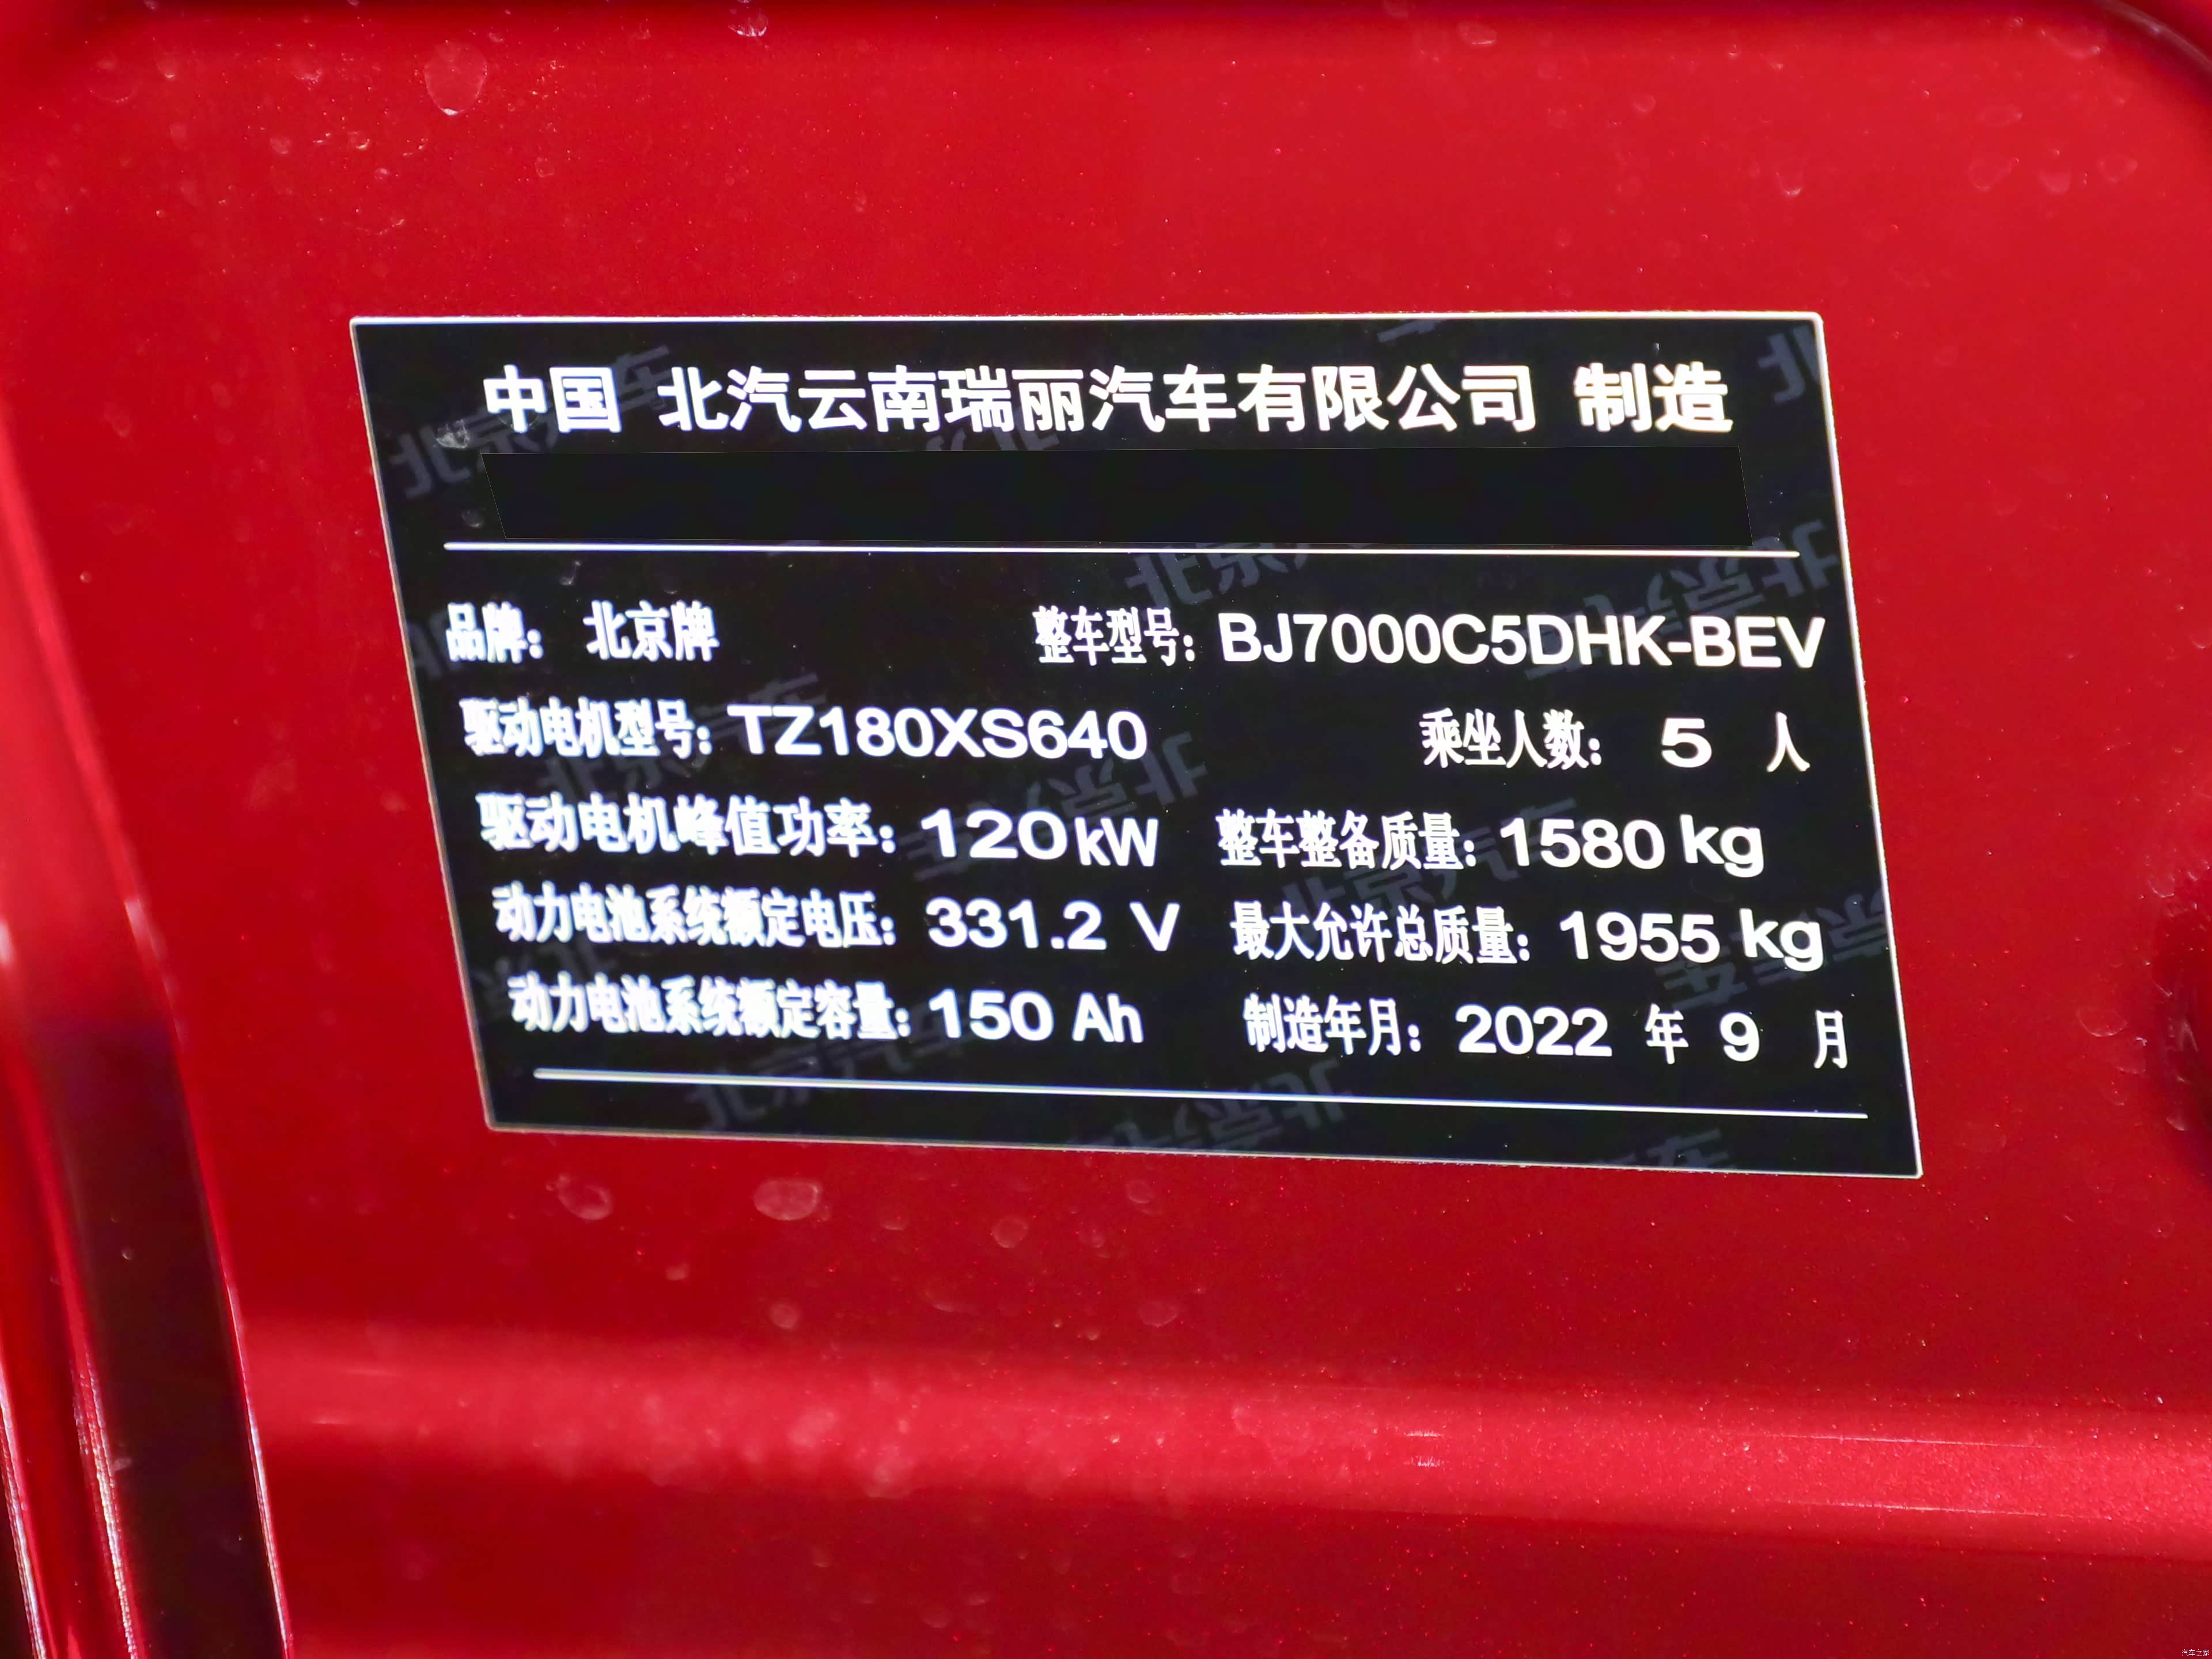 中国 北汽云南瑞丽汽车有限公司 制造
品牌： 北京牌 整车型号：BJ7000C5DHK-BEV
驱动电机型号：TZ180XS640 乘坐人数： 5 人
驱动电机峰值功率：120kW 整车整备质量：1580 kg
动力电池系统额定电压：331.2 V 最大允许总质量：1955 kg
动力电池系统额定容量：150 Ah 制造年月：2022 年 9 月
汽车之家